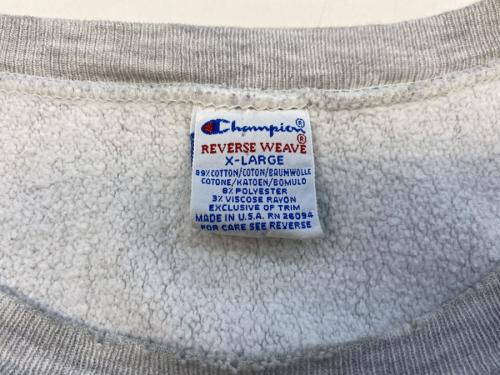 Champion®
REVERSE WEAVE®
X-LARGE
89% COTTON/COTON/BAUMWOLLE
COTONE/KATOEN/BOMULD
8% POLYESTER
3% VISCOSE RAYON
EXCLUSIVE OF TRIM
MADE IN U.S.A. RN 26094
FOR CARE SEE REVERSE